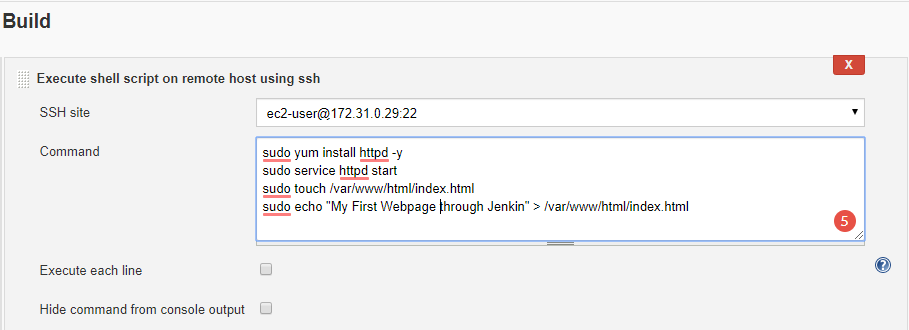 Build
Execute shell script on remote host using ssh
X
SSH site
ec2-user@172.31.0.29:22
Command
sudo yum install httpd -y
sudo service httpd start
sudo touch /var/www/html/index.html
sudo echo "My First Webpage through Jenkin" > /var/www/html/index.html
5
Execute each line
?
Hide command from console output